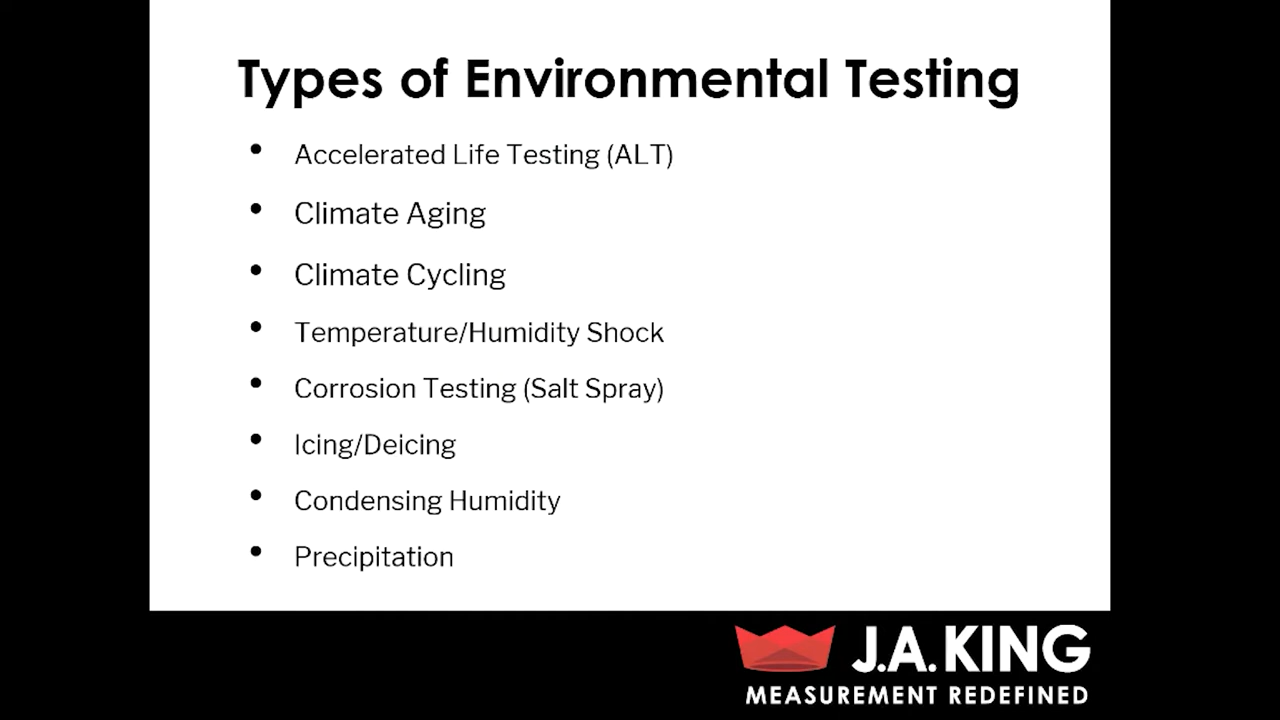 Types of Environmental Testing
• Accelerated Life Testing (ALT)
• Climate Aging
• Climate Cycling
• Temperature/Humidity Shock
• Corrosion Testing (Salt Spray)
• Icing/Deicing
• Condensing Humidity
• Precipitation
J.A. KING
MEASUREMENT REDEFINED